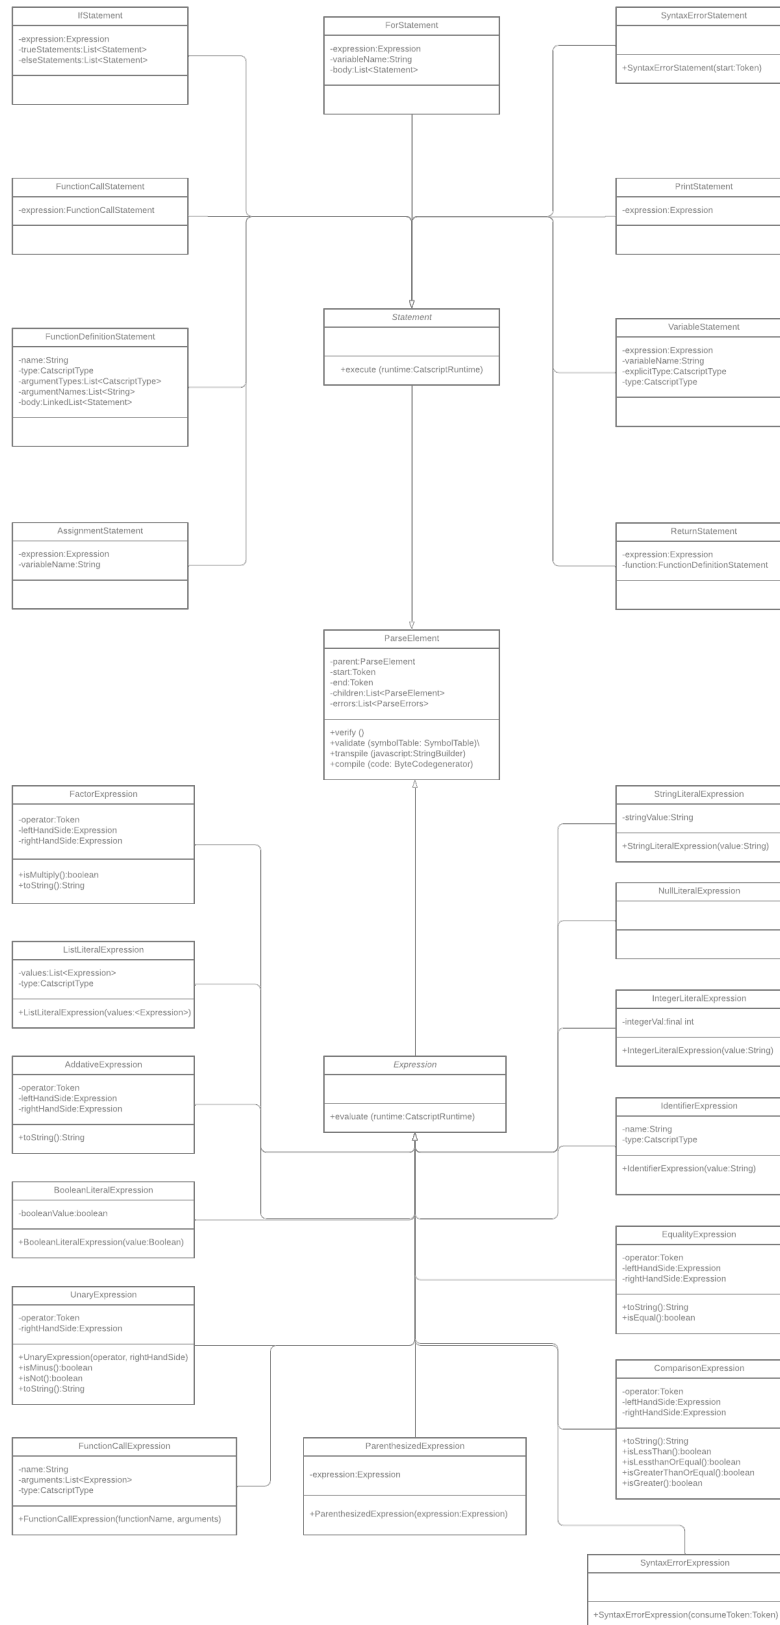 IfStatement
-expression:Expression
-trueStatements:List<Statement>
-elseStatements:List<Statement>
ForStatement
-expression:Expression
-variableName:String
-body:List<Statement>
SyntaxErrorStatement
+SyntaxErrorStatement(start:Token)
FunctionCallStatement
-expression:FunctionCallStatement
PrintStatement
-expression:Expression
Statement
+execute (runtime:CatscriptRuntime)
FunctionDefinitionStatement
-name:String
-type:CatscriptType
-argumentTypes:List<CatscriptType>
-argumentNames:List<String>
-body:LinkedList<Statement>
VariableStatement
-expression:Expression
-variableName:String
-explicitType:CatscriptType
-type:CatscriptType
AssignmentStatement
-expression:Expression
-variableName:String
ReturnStatement
-expression:Expression
-function:FunctionDefinitionStatement
ParseElement
-parent:ParseElement
-start:Token
-end:Token
-children:List<ParseElement>
-errors:List<ParseErrors>
+verify ()
+validate (symbolTable: SymbolTable)\
+transpile (javascript:StringBuilder)
+compile (code: ByteCodegenerator)
FactorExpression
-operator:Token
-leftHandSide:Expression
-rightHandSide:Expression
+isMultiply():boolean
+toString():String
StringLiteralExpression
-stringValue:String
+StringLiteralExpression(value:String)
NullLiteralExpression
ListLiteralExpression
-values:List<Expression>
-type:CatscriptType
+ListLiteralExpression(values:<Expression>)
IntegerLiteralExpression
-integerVal:final int
+IntegerLiteralExpression(value:String)
AddativeExpression
-operator:Token
-leftHandSide:Expression
-rightHandSide:Expression
+toString():String
Expression
+evaluate (runtime:CatscriptRuntime)
IdentifierExpression
-name:String
-type:CatscriptType
+IdentifierExpression(value:String)
BooleanLiteralExpression
-booleanValue:boolean
+BooleanLiteralExpression(value:Boolean)
EqualityExpression
-operator:Token
-leftHandSide:Expression
-rightHandSide:Expression
+toString():String
+isEqual():boolean
UnaryExpression
-operator:Token
-rightHandSide:Expression
+UnaryExpression(operator, rightHandSide)
+isMinus():boolean
+isNot():boolean
+toString():String
ComparisonExpression
-operator:Token
-leftHandSide:Expression
-rightHandSide:Expression
+toString():String
+isLessThan():boolean
+isLessthanOrEqual():boolean
+isGreaterThanOrEqual():boolean
+isGreater():boolean
FunctionCallExpression
-name:String
-arguments:List<Expression>
-type:CatscriptType
+FunctionCallExpression(functionName, arguments)
ParenthesizedExpression
-expression:Expression
+ParenthesizedExpression(expression:Expression)
SyntaxErrorExpression
+SyntaxErrorExpression(consumeToken:Token)